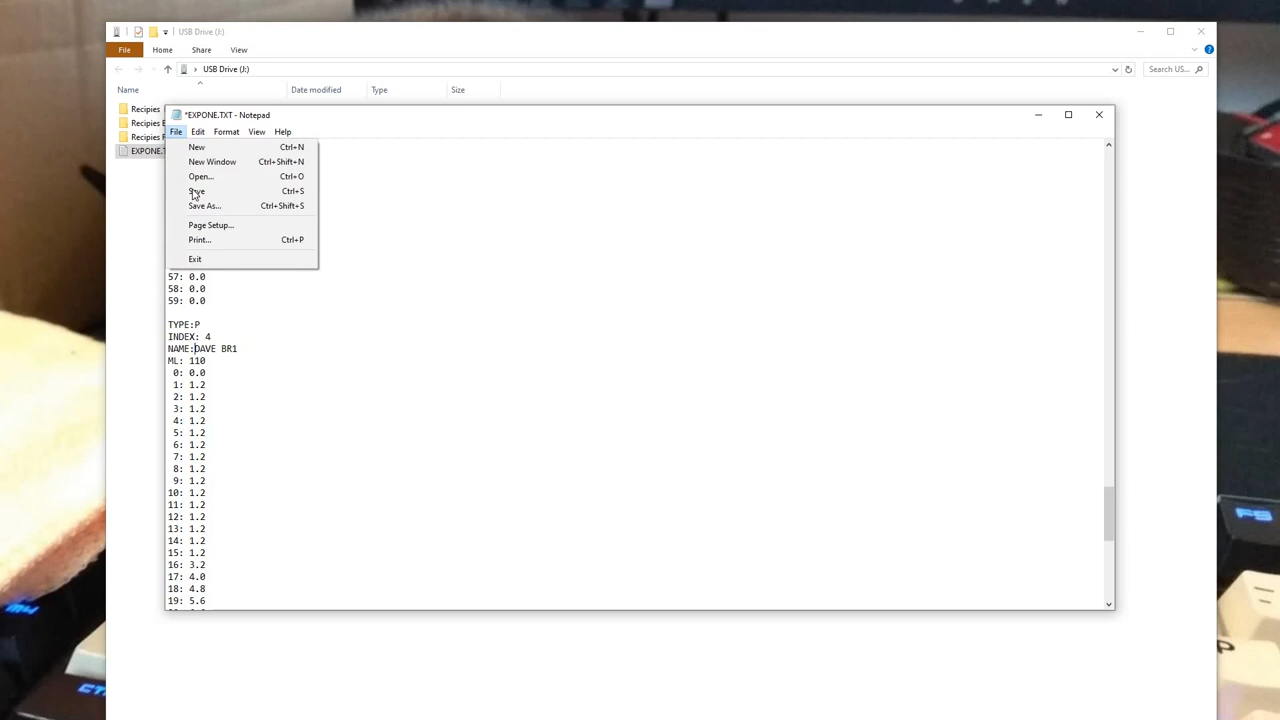 USB Drive (J:)
File Home Share View
USB Drive (J:)
Search US...
Name Date modified Type Size
Recipies
Recipies
Recipies
EXPONE.T
*EXPONE.TXT - Notepad
File Edit Format View Help
New Ctrl+N
New Window Ctrl+Shift+N
Open... Ctrl+O
Save Ctrl+S
Save As... Ctrl+Shift+S
Page Setup...
Print... Ctrl+P
Exit
57: 0.0
58: 0.0
59: 0.0
TYPE:P
INDEX: 4
NAME:DAVE BR1
ML: 110
0: 0.0
1: 1.2
2: 1.2
3: 1.2
4: 1.2
5: 1.2
6: 1.2
7: 1.2
8: 1.2
9: 1.2
10: 1.2
11: 1.2
12: 1.2
13: 1.2
14: 1.2
15: 1.2
16: 3.2
17: 4.0
18: 4.8
19: 5.6
F9
CT